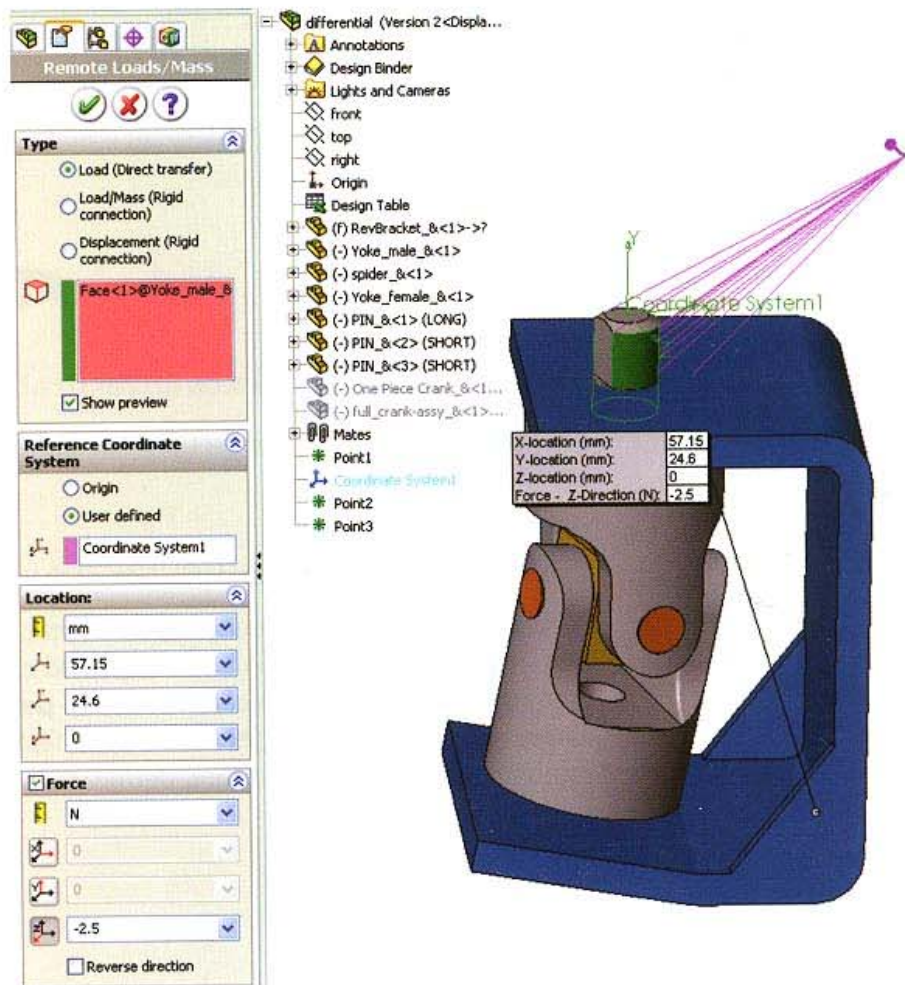 Remote Loads/Mass
Type
Load (Direct transfer)
Load/Mass (Rigid
connection)
Displacement (Rigid
connection)
Face<1>@Yoke_male_&
Show preview
Reference Coordinate
System
Origin
User defined
Coordinate System1
Location:
mm
57.15
24.6
0
Force
N
0
0
-2.5
Reverse direction
differential (Version 2<Displa...
Annotations
Design Binder
Lights and Cameras
front
top
right
Origin
Design Table
(f) RevBracket_&<1>->?
(-) Yoke_male_&<1>
(-) spider_&<1>
(-) Yoke_female_&<1>
(-) PIN_&<1> (LONG)
(-) PIN_&<2> (SHORT)
(-) PIN_&<3> (SHORT)
(-) One Piece Crank_&<1...
(-) full_crank-assy_&<1>...
Mates
Point1
Coordinate System1
Point2
Point3
Y
Coordinate System1
X-location (mm): 57.15
Y-location (mm): 24.6
Z-location (mm): 0
Force - Z-Direction (N): -2.5